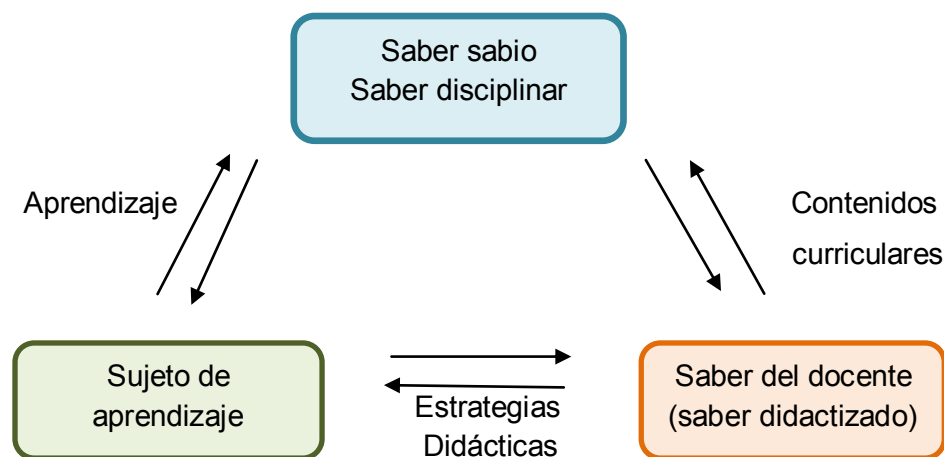 Saber sabio
Saber disciplinar
Aprendizaje
Contenidos
curriculares
Sujeto de
aprendizaje
Estrategias
Didácticas
Saber del docente
(saber didactizado)